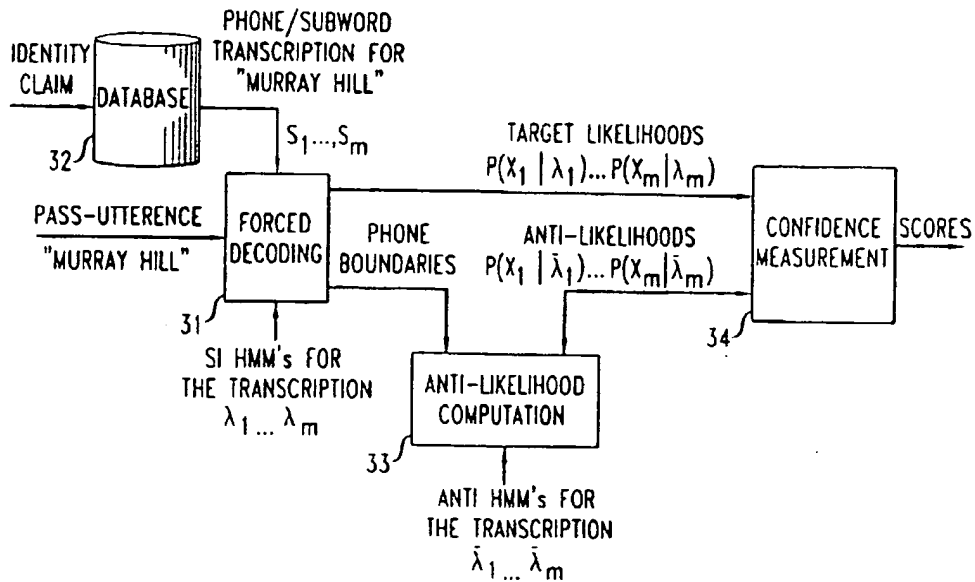 PHONE/SUBWORD
TRANSCRIPTION FOR
"MURRAY HILL"
IDENTITY
CLAIM
DATABASE
32
S1...,Sm
TARGET LIKELIHOODS
P(X1 | λ1)... P(Xm|λm)
PASS-UTTERENCE
"MURRAY HILL"
FORCED
DECODING
31
PHONE
BOUNDARIES
ANTI-LIKELIHOODS
P(X1 | λ̄1)... P(Xm|λ̄m)
CONFIDENCE
MEASUREMENT
34
SCORES
SI HMM's FOR
THE TRANSCRIPTION
λ1... λm
ANTI-LIKELIHOOD
COMPUTATION
33
ANTI HMM's FOR
THE TRANSCRIPTION
λ̄1... λ̄m